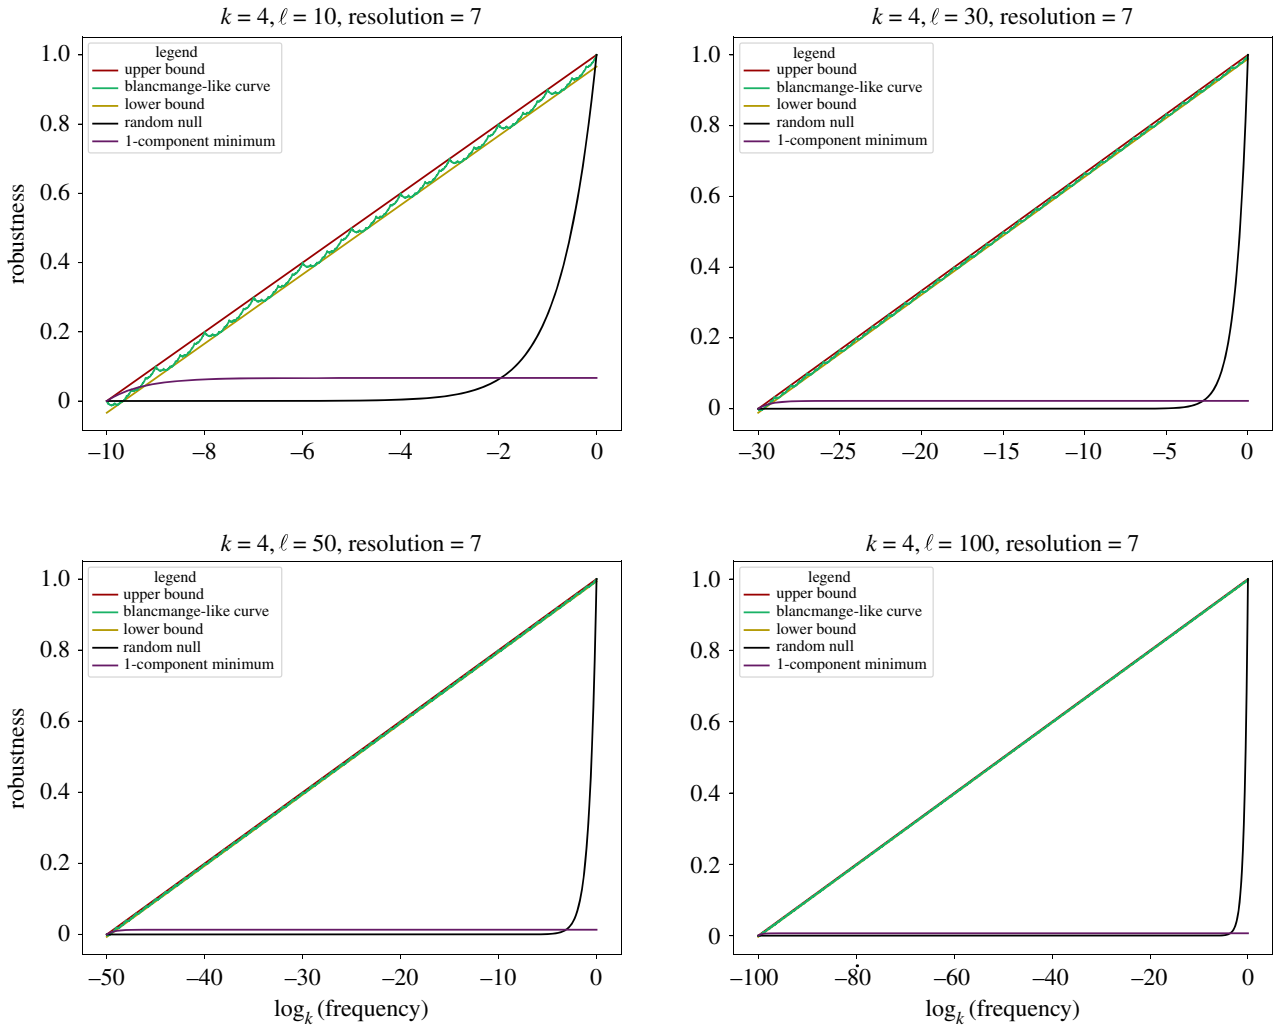 k = 4, ℓ = 10, resolution = 7
legend
upper bound
blancmange-like curve
lower bound
random null
1-component minimum
robustness
1.0
0.8
0.6
0.4
0.2
0
–10
–8
–6
–4
–2
0
k = 4, ℓ = 30, resolution = 7
legend
upper bound
blancmange-like curve
lower bound
random null
1-component minimum
1.0
0.8
0.6
0.4
0.2
0
–30
–25
–20
–15
–10
–5
0
k = 4, ℓ = 50, resolution = 7
legend
upper bound
blancmange-like curve
lower bound
random null
1-component minimum
robustness
1.0
0.8
0.6
0.4
0.2
0
–50
–40
–30
–20
–10
0
logk (frequency)
k = 4, ℓ = 100, resolution = 7
legend
upper bound
blancmange-like curve
lower bound
random null
1-component minimum
1.0
0.8
0.6
0.4
0.2
0
–100
–80
–60
–40
–20
0
logk (frequency)